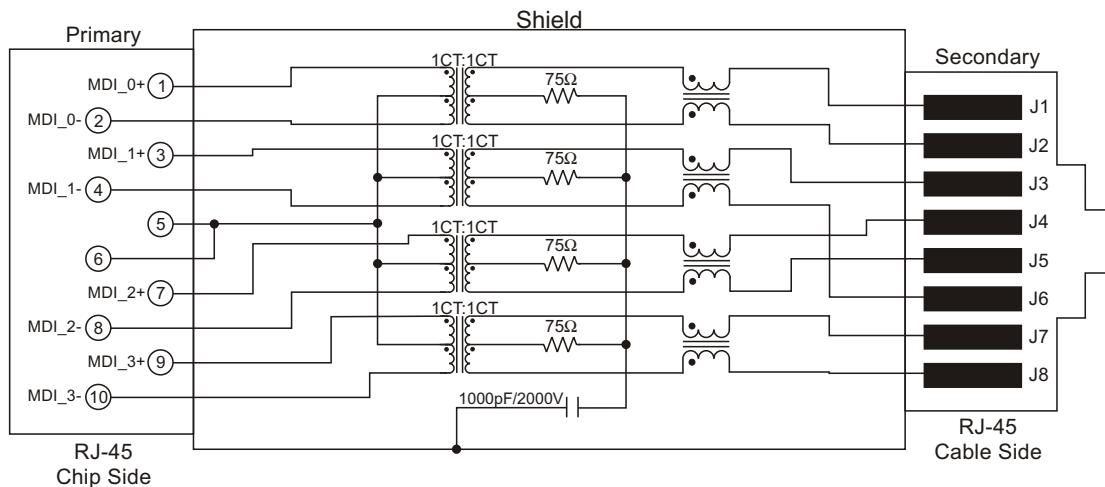 Shield
Primary
Secondary
1CT:1CT
75Ω
MDI_0+ 1
J1
MDI_0- 2
J2
1CT:1CT
MDI_1+ 3
75Ω
J3
MDI_1- 4
J4
5
1CT:1CT
75Ω
6
J5
MDI_2+ 7
J6
1CT:1CT
MDI_2- 8
75Ω
J7
MDI_3+ 9
J8
MDI_3- 10
1000pF/2000V
RJ-45
Chip Side
RJ-45
Cable Side